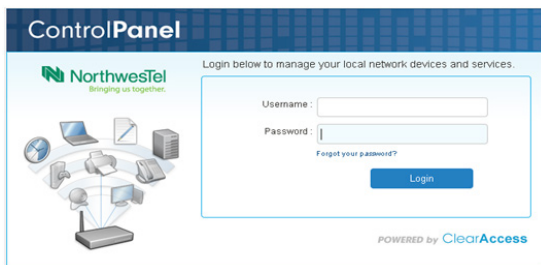 ControlPanel
NorthwesTel
Bringing us together.
Login below to manage your local network devices and services.
Username :
Password :
Forgot your password?
Login
POWERED by ClearAccess